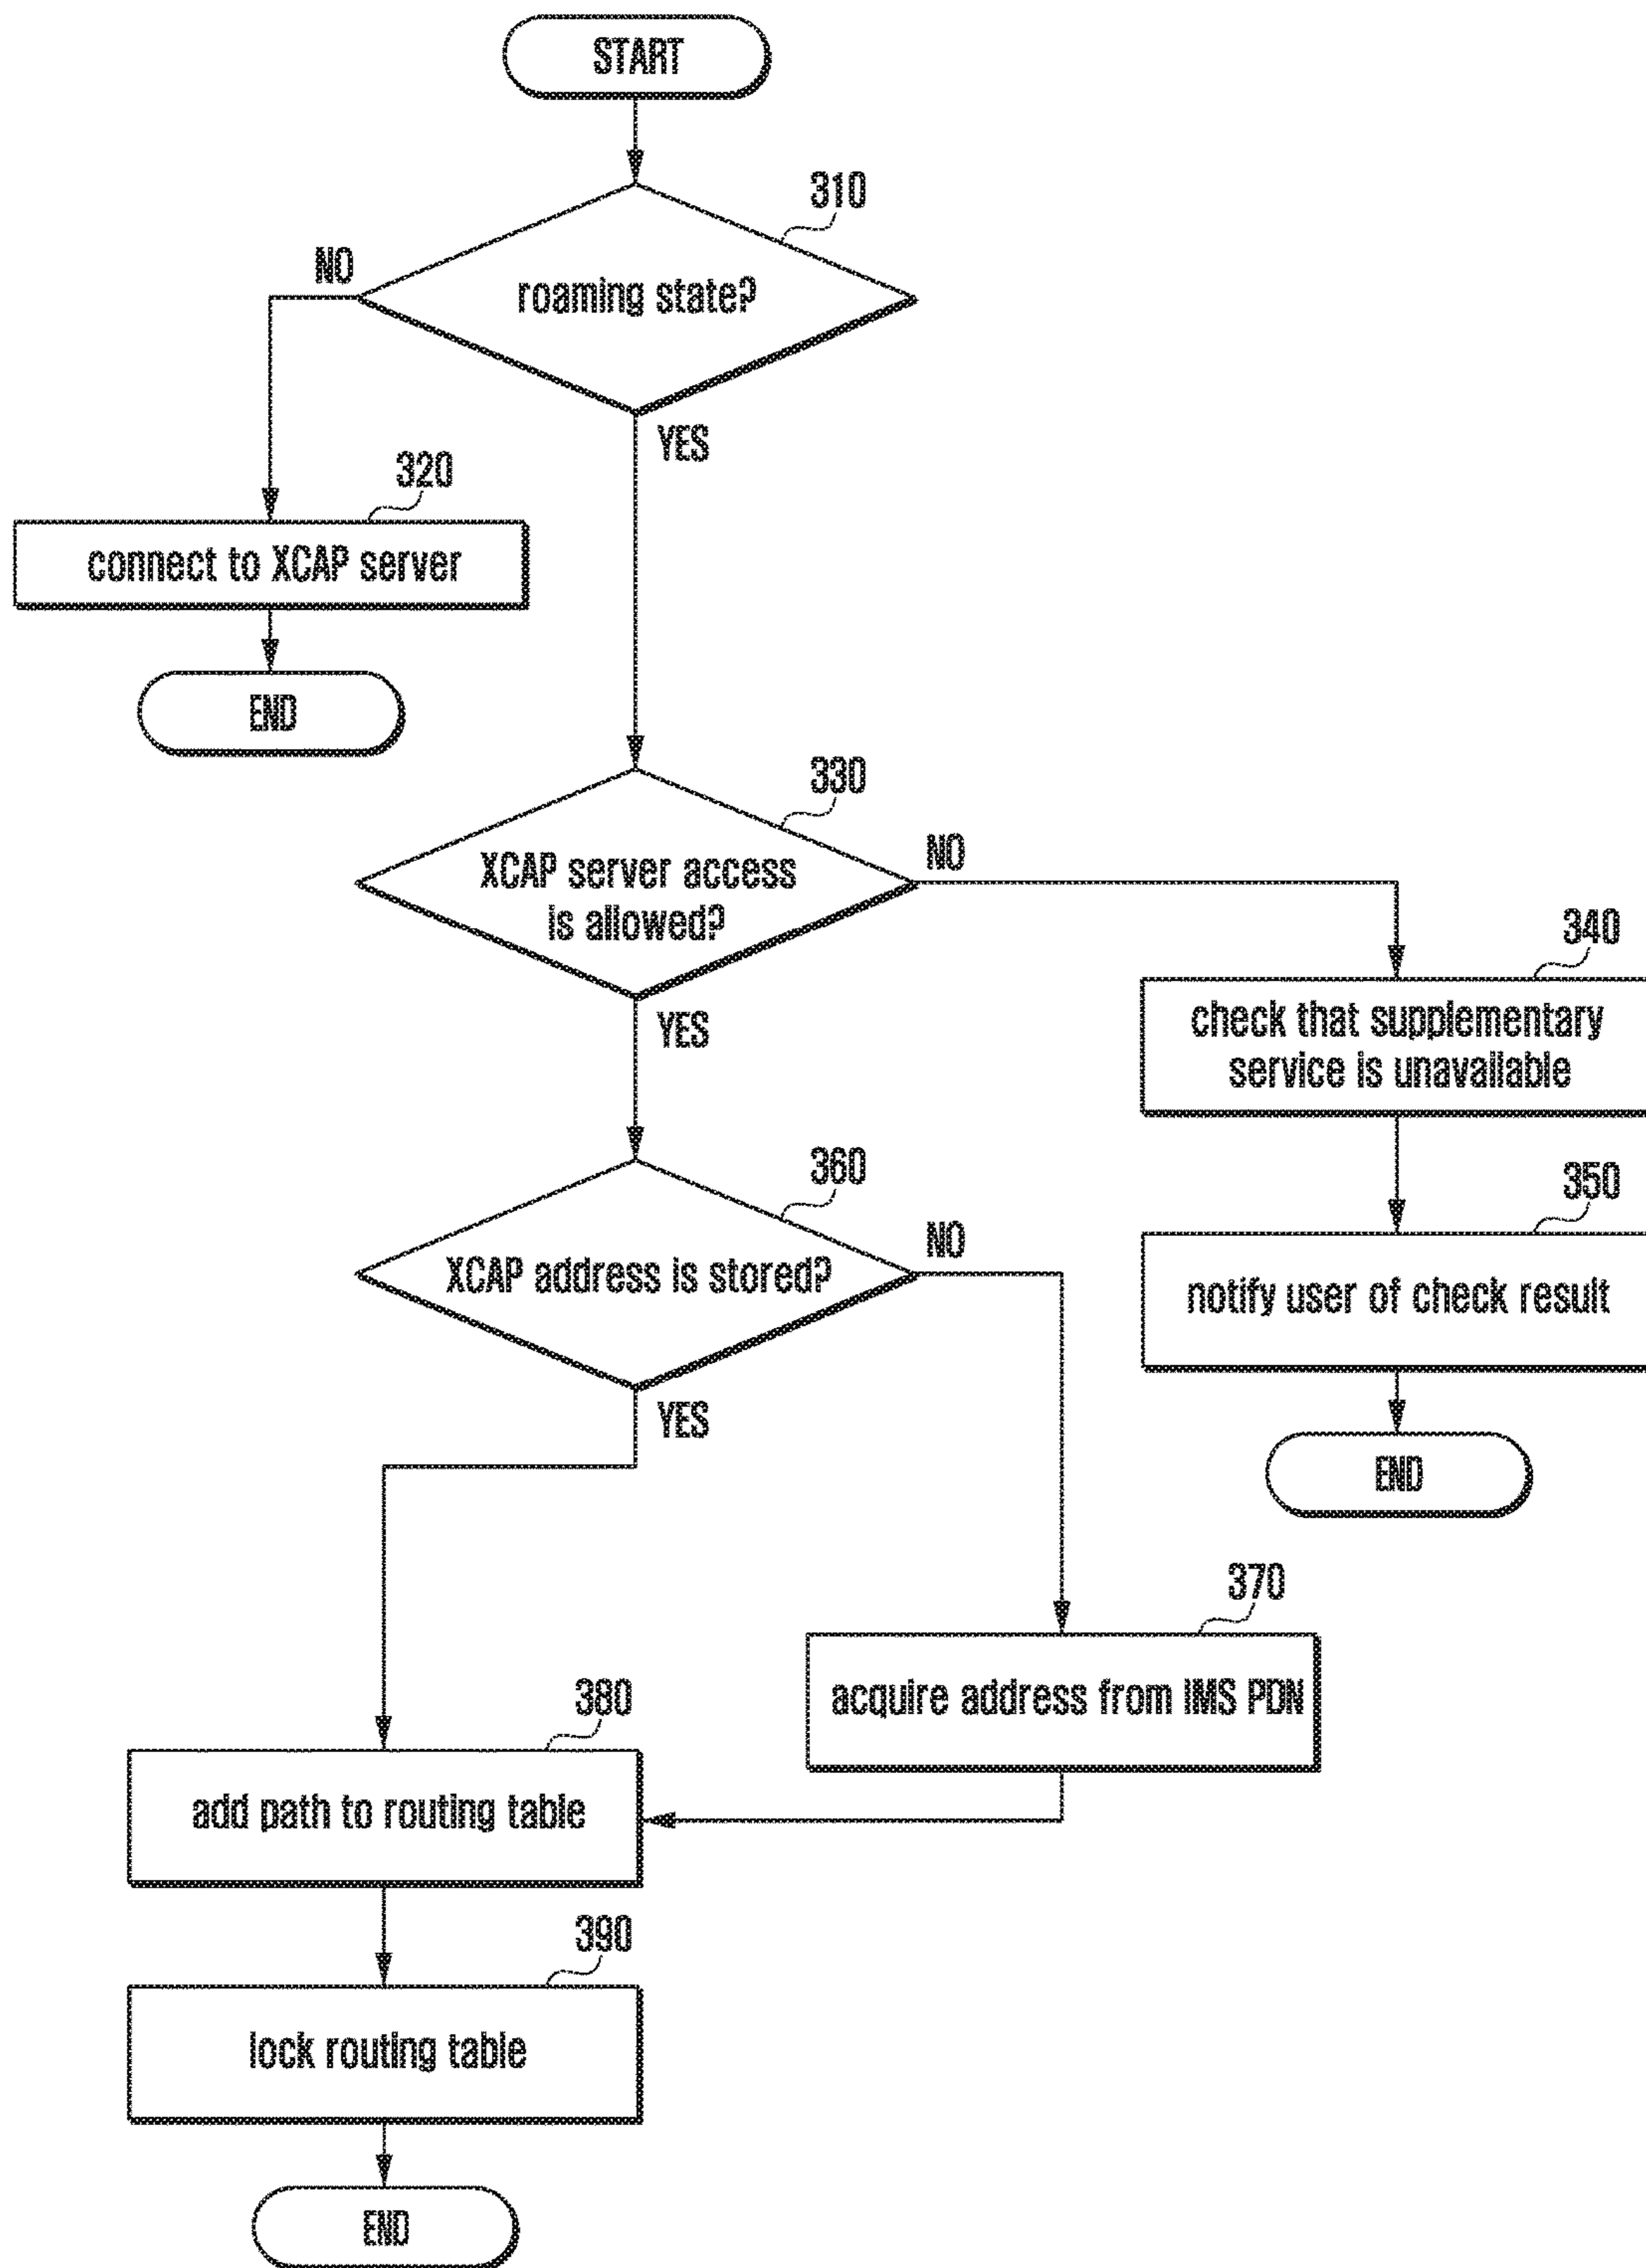 START
310
NO
roaming state?
YES
320
connect to XCAP server
END
330
NO
XCAP server access
is allowed?
YES
340
check that supplementary
service is unavailable
360
350
NO
XCAP address is stored?
notify user of check result
YES
END
370
acquire address from IMS PDN
380
add path to routing table
390
lock routing table
END